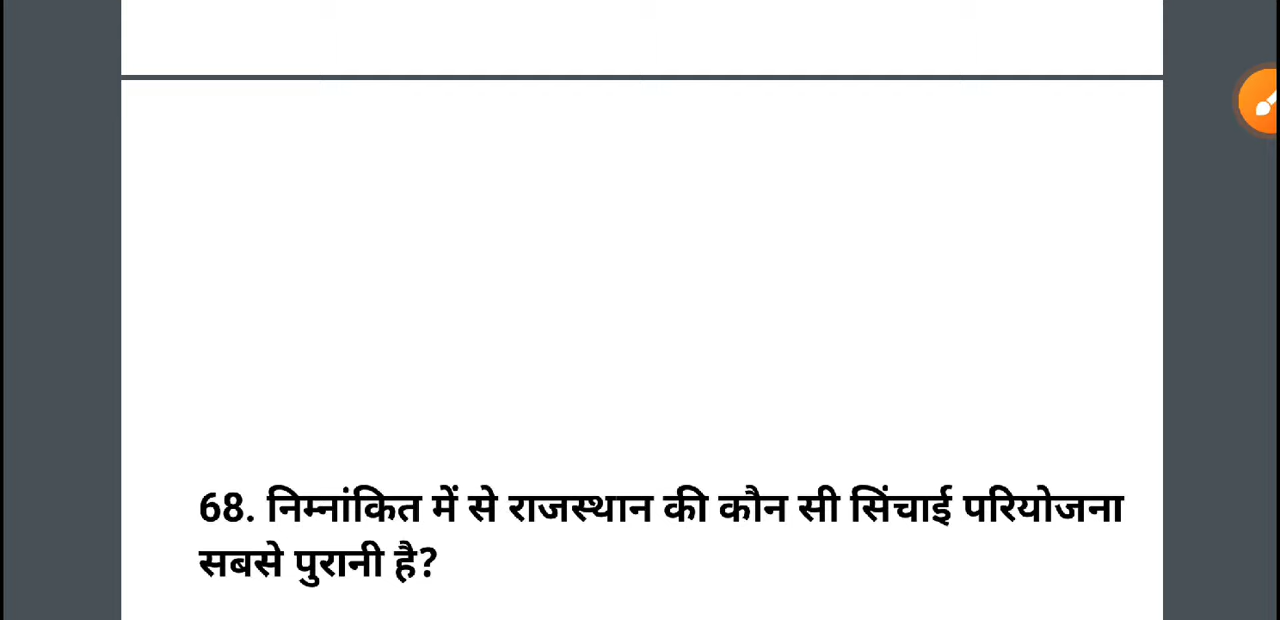 68. निम्नांकित में से राजस्थान की कौन सी सिंचाई परियोजना
सबसे पुरानी है?